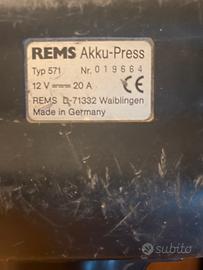 REMS Akku-Press
Typ 571 Nr. 019664
12 V ⎓ 20 A CE
REMS D-71332 Waiblingen
Made in Germany
subito